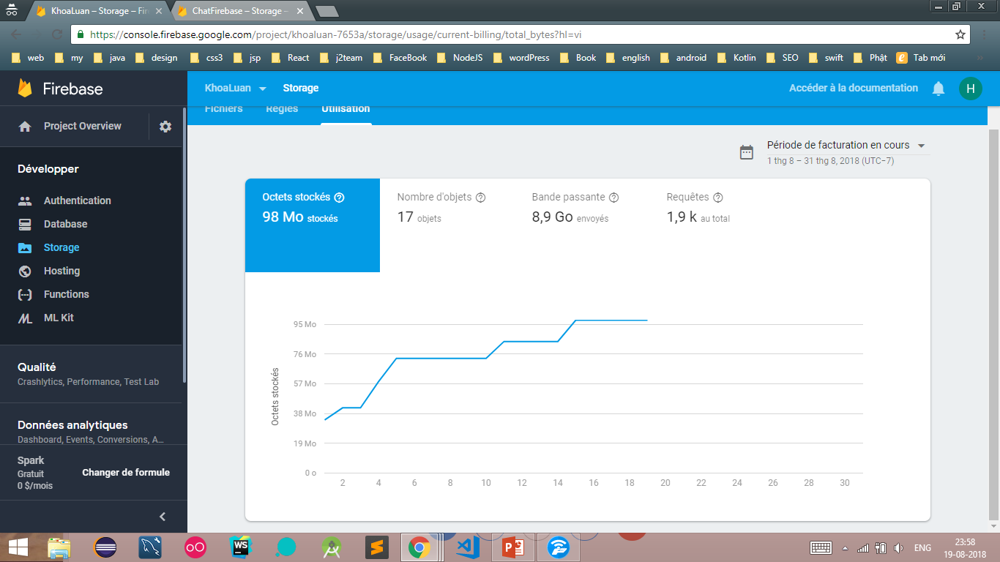 KhoaLuan – Storage – Fir
ChatFirebase – Storage –
https://console.firebase.google.com/project/khoaluan-7653a/storage/usage/current-billing/total_bytes?hl=vi
web my java design css3 jsp React j2team FaceBook NodeJS wordPress Book english android Kotlin SEO swift Phật Tab mới
Firebase
KhoaLuan Storage
Accéder à la documentation
H
Fichiers Règles Utilisation
Project Overview
Période de facturation en cours
1 thg 8 – 31 thg 8, 2018 (UTC−7)
Développer
Authentication
Database
Storage
Hosting
Functions
ML Kit
Qualité
Crashlytics, Performance, Test Lab
Données analytiques
Dashboard, Events, Conversions, A...
Spark
Gratuit
0 $/mois
Changer de formule
Octets stockés
98 Mo stockés
Nombre d'objets
17 objets
Bande passante
8,9 Go envoyés
Requêtes
1,9 k au total
Octets stockés
95 Mo
76 Mo
57 Mo
38 Mo
19 Mo
0 o
2 4 6 8 10 12 14 16 18 20 22 24 26 28 30
WS
ENG
23:58
19-08-2018